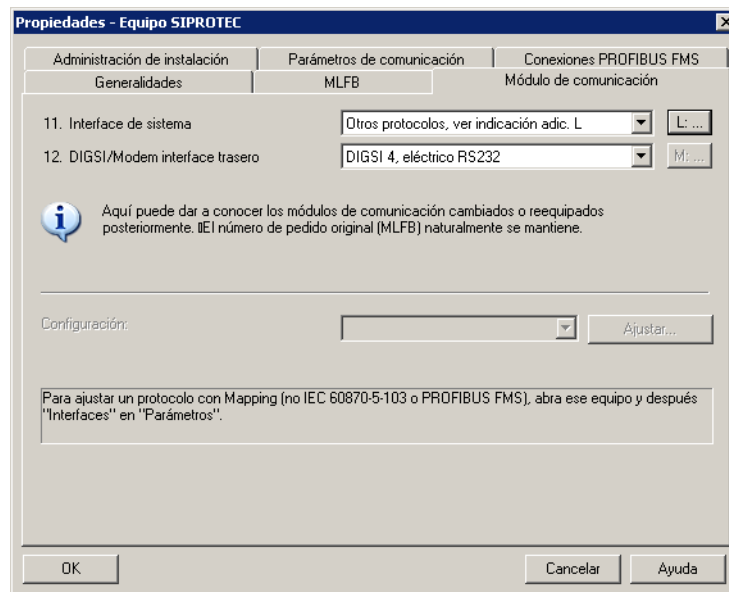 Propiedades - Equipo SIPROTEC
Administración de instalación
Parámetros de comunicación
Conexiones PROFIBUS FMS
Generalidades
MLFB
Módulo de comunicación
11. Interface de sistema
Otros protocolos, ver indicación adic. L
L: ...
12. DIGSI/Modem interface trasero
DIGSI 4, eléctrico RS232
M: ...
Aquí puede dar a conocer los módulos de comunicación cambiados o reequipados
posteriormente. El número de pedido original (MLFB) naturalmente se mantiene.
Configuración:
Ajustar...
Para ajustar un protocolo con Mapping (no IEC 60870-5-103 o PROFIBUS FMS), abra ese equipo y después
"Interfaces" en "Parámetros".
OK
Cancelar
Ayuda